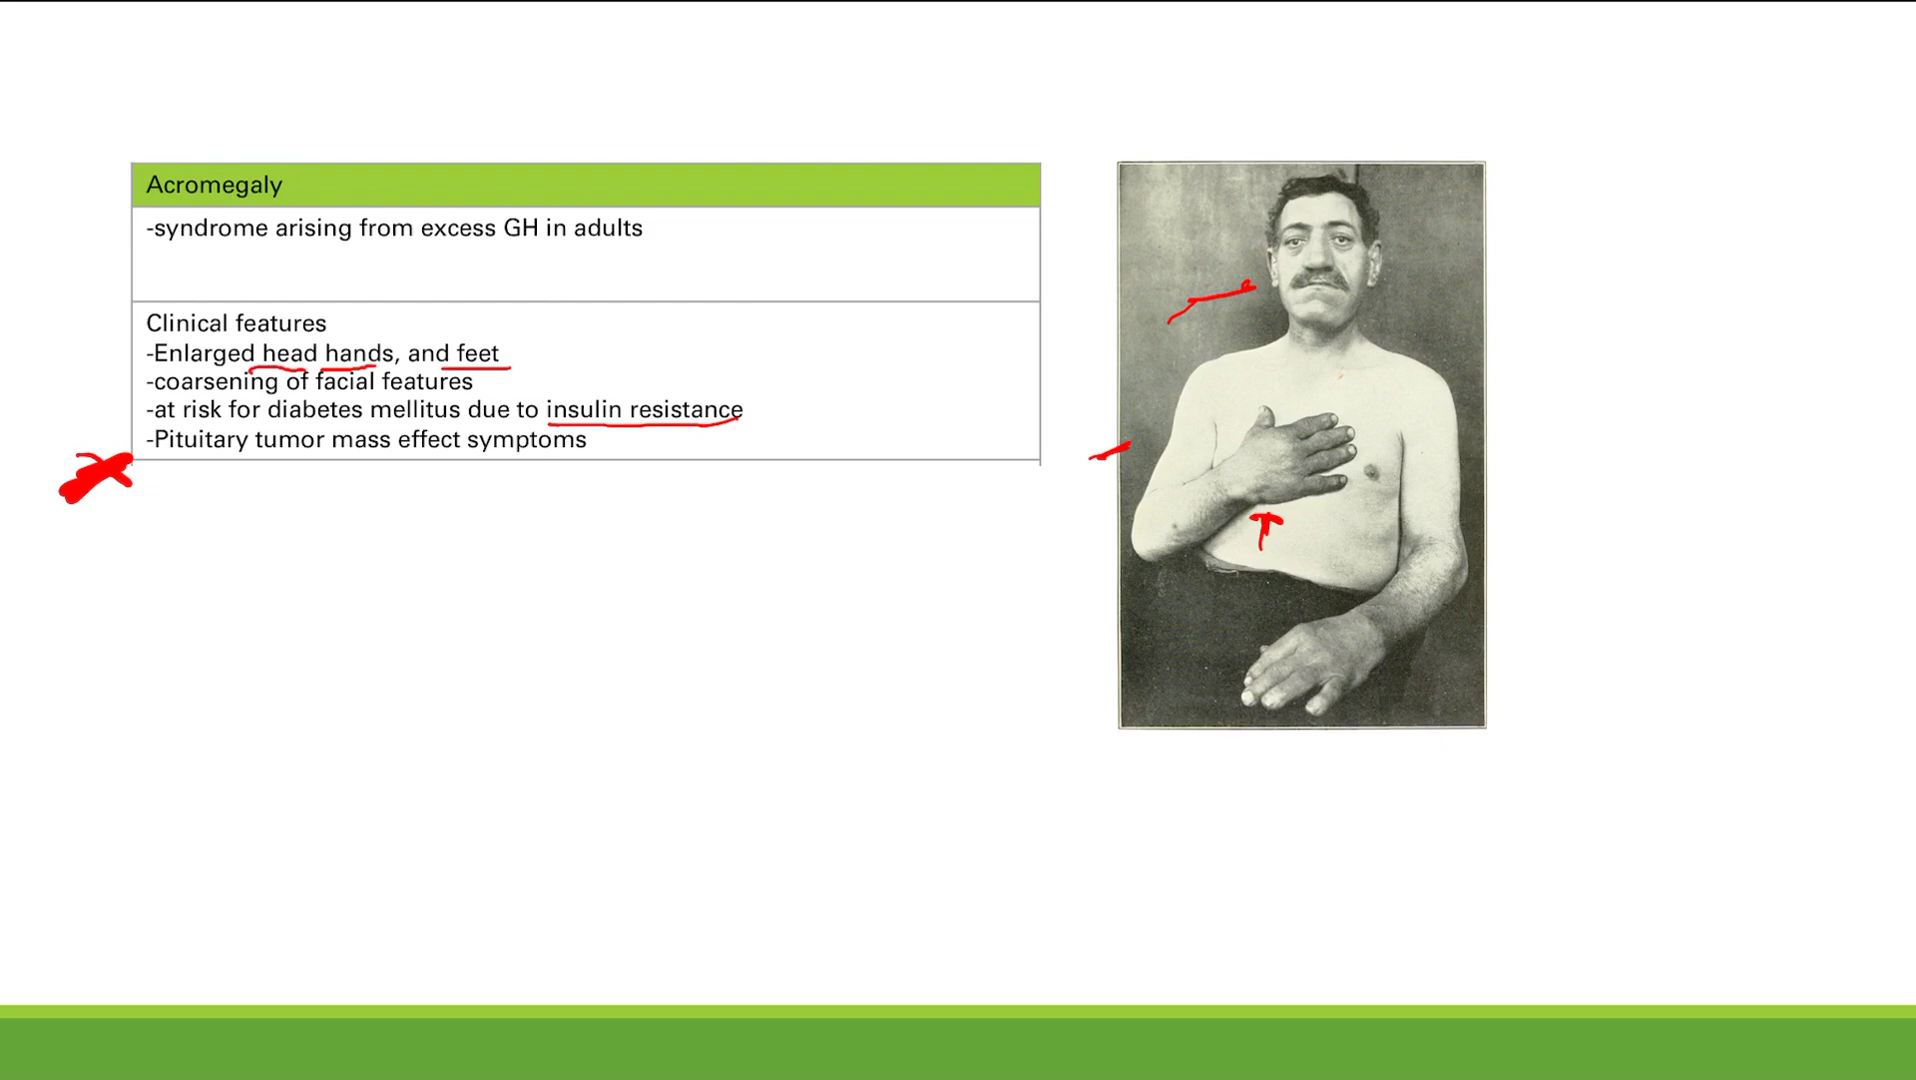 Acromegaly
-syndrome arising from excess GH in adults
Clinical features
-Enlarged head hands, and feet
-coarsening of facial features
-at risk for diabetes mellitus due to insulin resistance
-Pituitary tumor mass effect symptoms